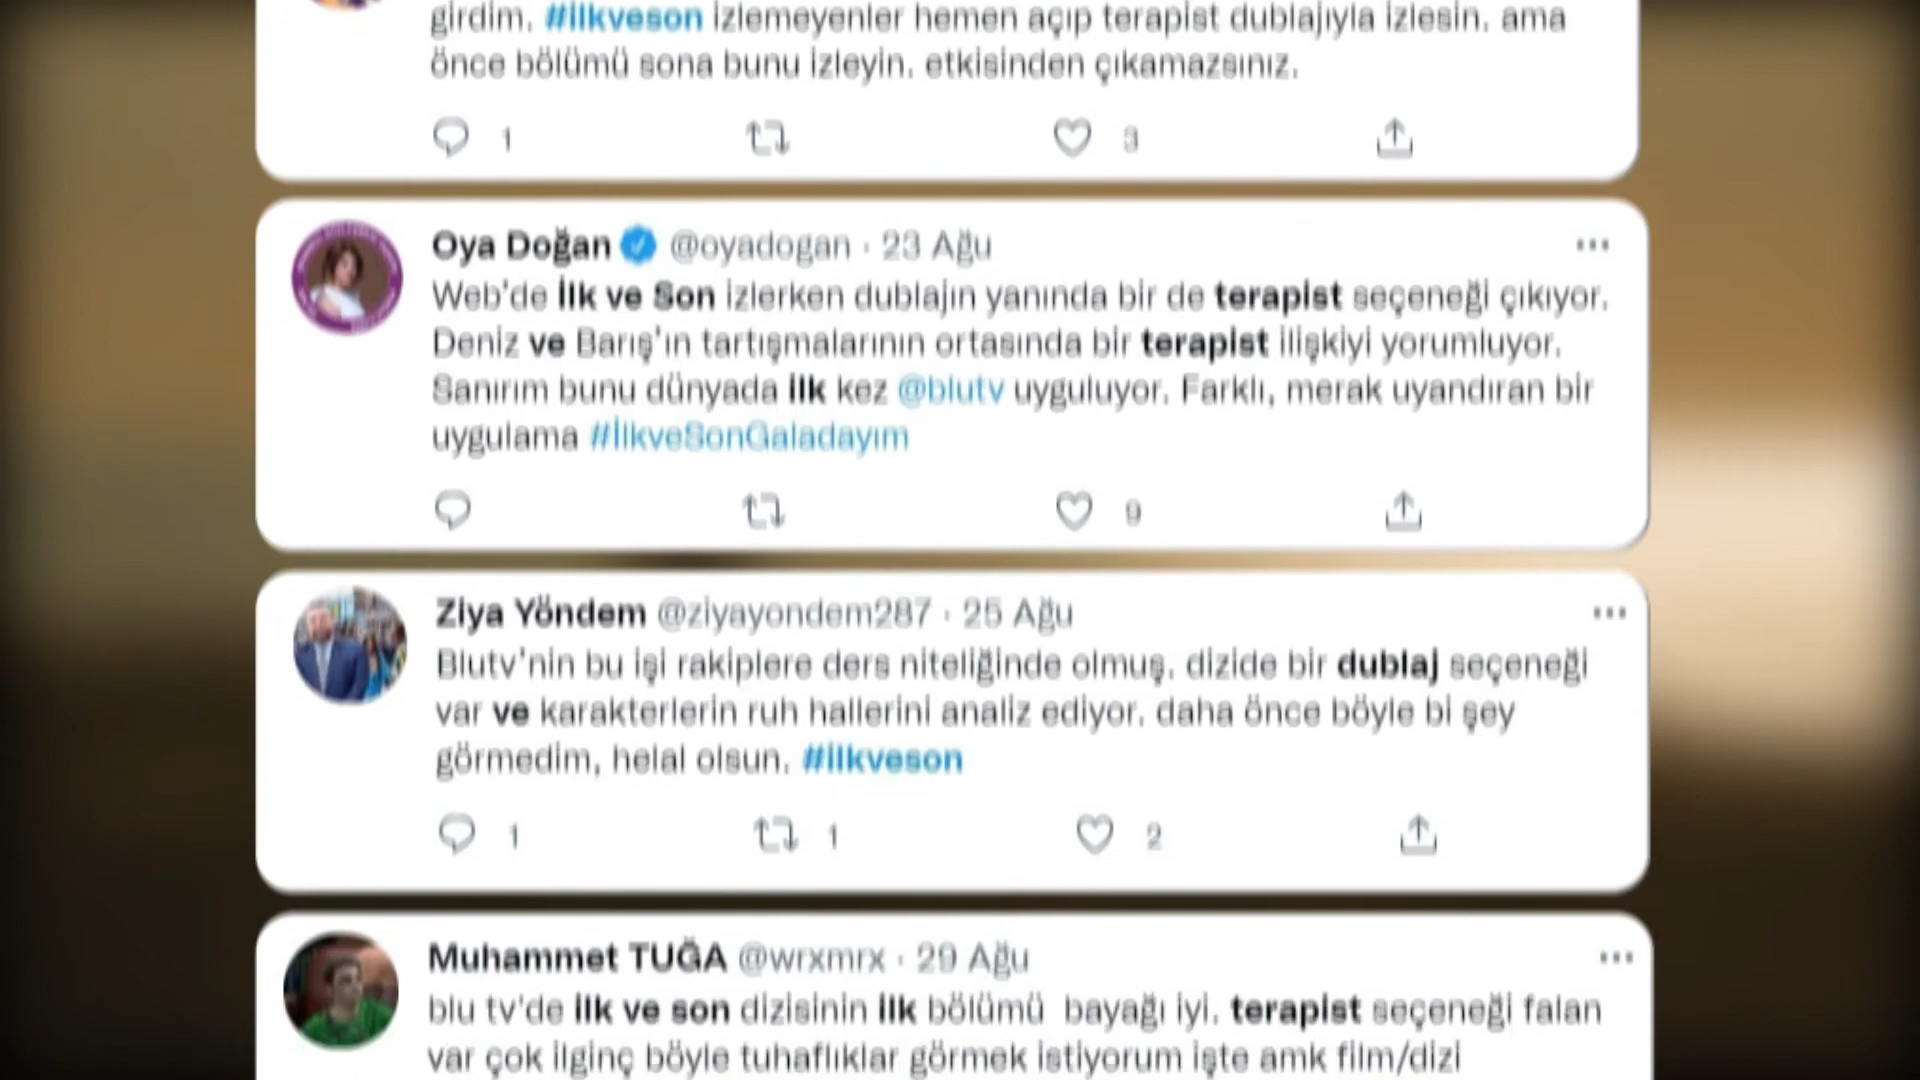 girdim. #ilkveson izlemeyenler hemen açıp terapist dublajıyla izlesin. ama
önce bölümü sona bunu izleyin. etkisinden çıkamazsınız.
1 3
Oya Doğan @oyadogan · 23 Ağu
Web'de İlk ve Son izlerken dublajın yanında bir de terapist seçeneği çıkıyor.
Deniz ve Barış'ın tartışmalarının ortasında bir terapist ilişkiyi yorumluyor.
Sanırım bunu dünyada ilk kez @blutv uyguluyor. Farklı, merak uyandıran bir
uygulama #İlkveSonGaladayım
9
Ziya Yöndem @ziyayondem287 · 25 Ağu
Blutv'nin bu işi rakiplere ders niteliğinde olmuş. dizide bir dublaj seçeneği
var ve karakterlerin ruh hallerini analiz ediyor. daha önce böyle bi şey
görmedim, helal olsun. #ilkveson
1 1 2
Muhammet TUĞA @wrxmrx · 29 Ağu
blu tv'de ilk ve son dizisinin ilk bölümü bayağı iyi. terapist seçeneği falan
var çok ilginç böyle tuhaflıklar görmek istiyorum işte amk film/dizi